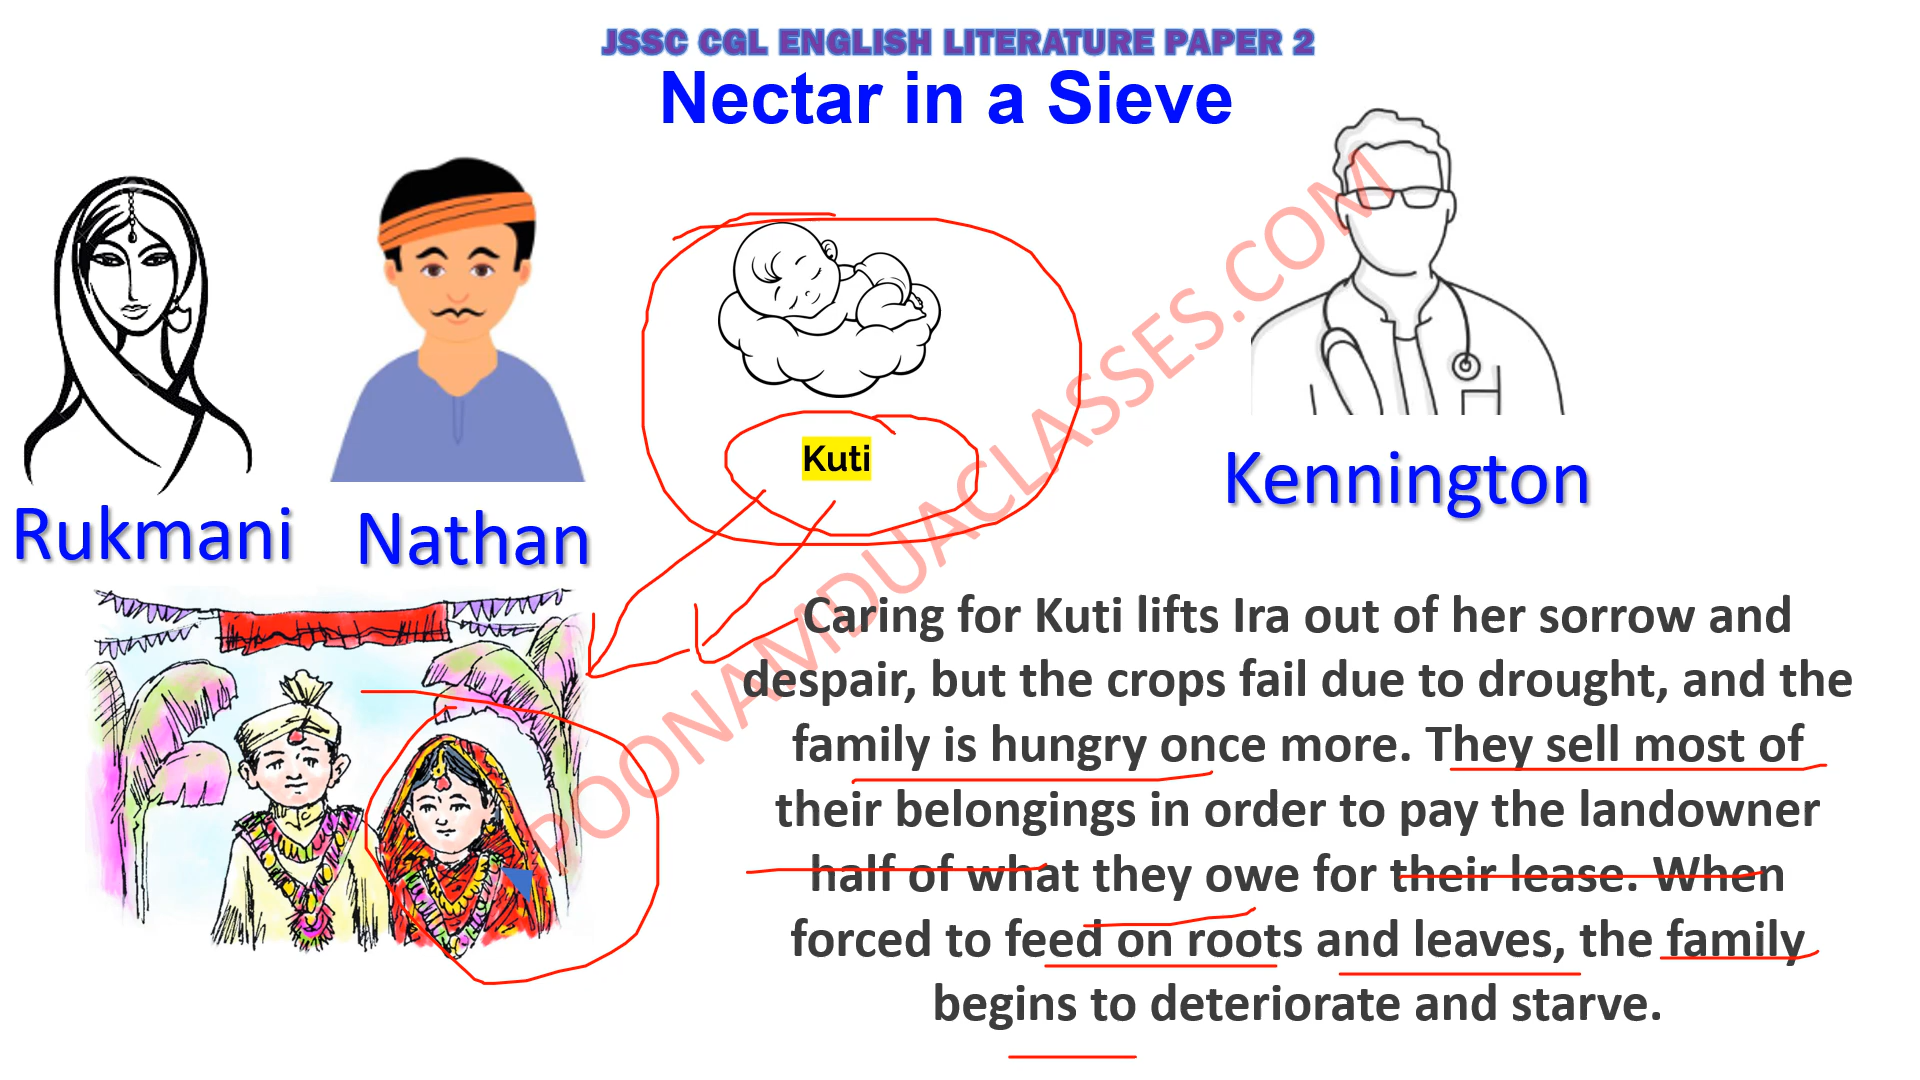 JSSC CGL ENGLISH LITERATURE PAPER 2
Nectar in a Sieve
Kuti
Kennington
Rukmani
Nathan
Caring for Kuti lifts Ira out of her sorrow and
despair, but the crops fail due to drought, and the
family is hungry once more. They sell most of
their belongings in order to pay the landowner
half of what they owe for their lease. When
forced to feed on roots and leaves, the family
begins to deteriorate and starve.
POONAMDUACLASSES.COM